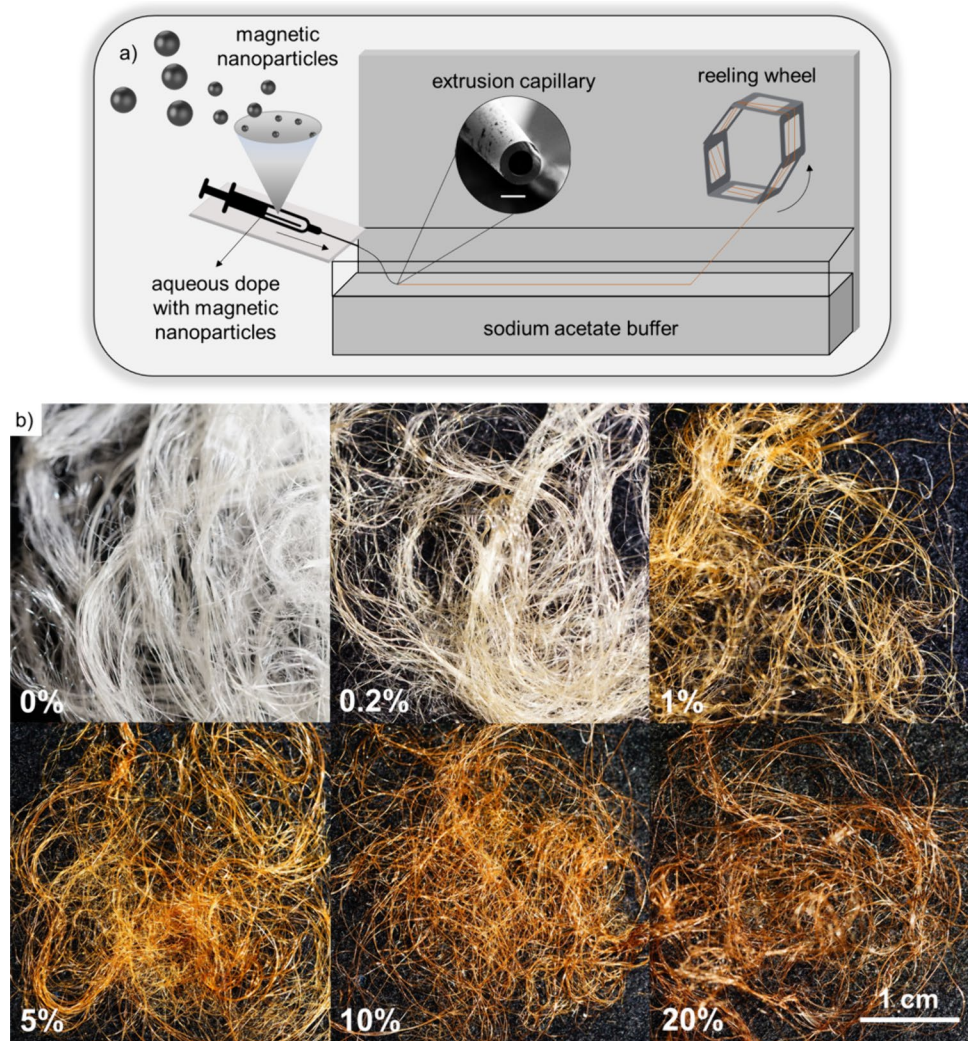 a)
magnetic
nanoparticles
extrusion capillary
reeling wheel
aqueous dope
with magnetic
nanoparticles
sodium acetate buffer
b)
0%
0.2%
1%
5%
10%
20%
1 cm